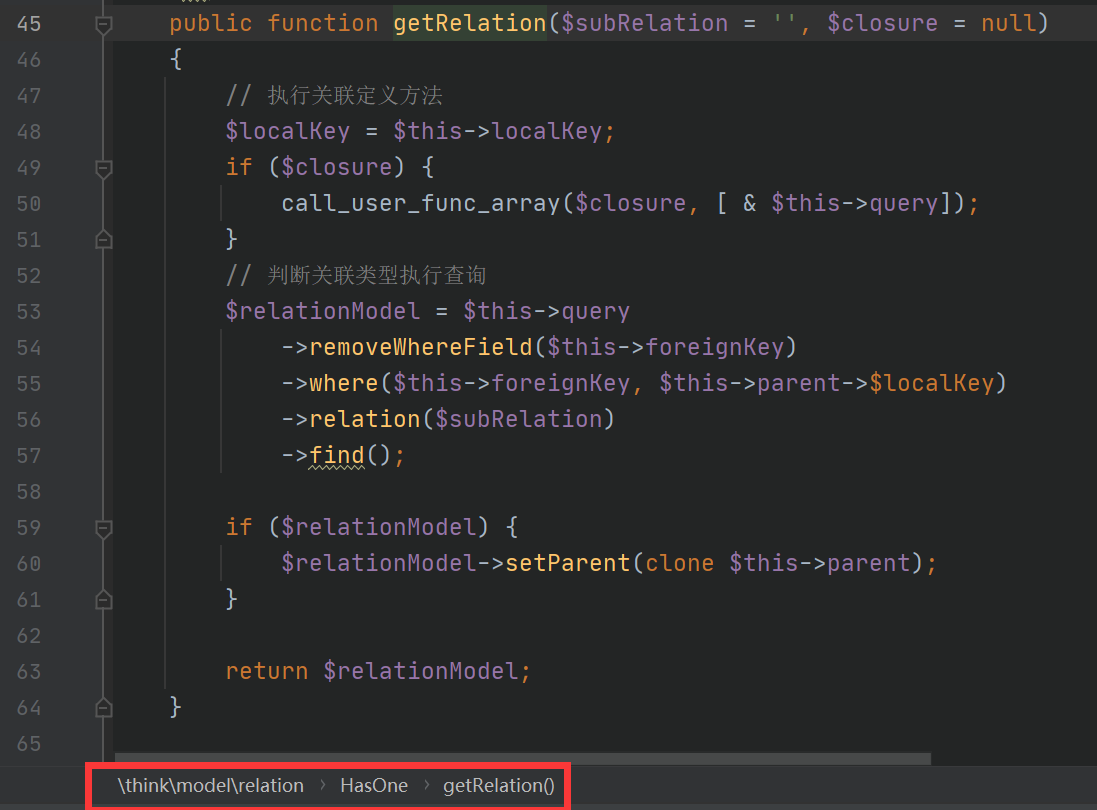 45 public function getRelation($subRelation = '', $closure = null)
46 {
47 // 执行关联定义方法
48 $localKey = $this->localKey;
49 if ($closure) {
50 call_user_func_array($closure, [ & $this->query]);
51 }
52 // 判断关联类型执行查询
53 $relationModel = $this->query
54 ->removeWhereField($this->foreignKey)
55 ->where($this->foreignKey, $this->parent->$localKey)
56 ->relation($subRelation)
57 ->find();
58
59 if ($relationModel) {
60 $relationModel->setParent(clone $this->parent);
61 }
62
63 return $relationModel;
64 }
65
\think\model\relation › HasOne › getRelation()